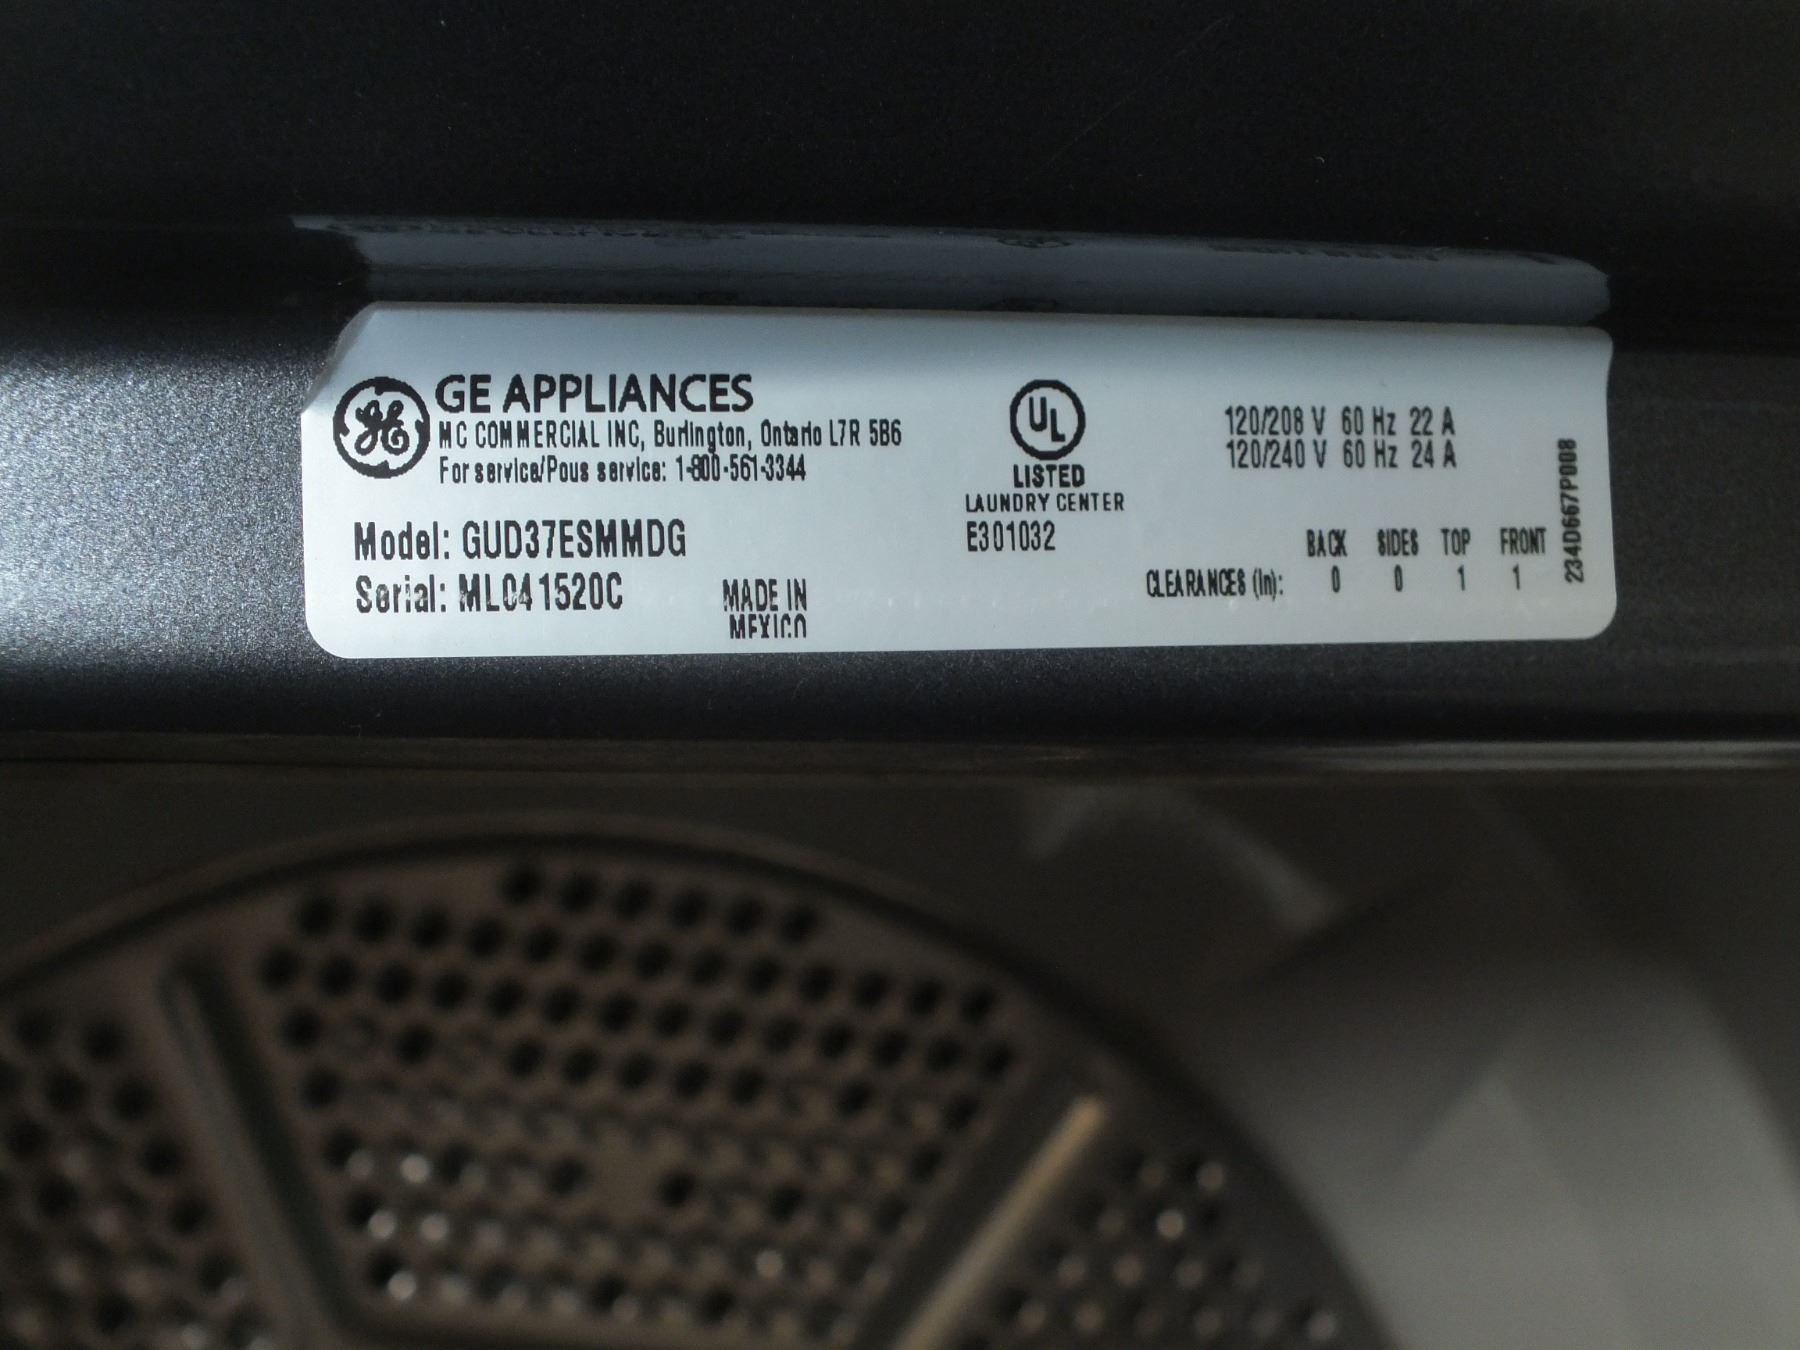 GE
GE APPLIANCES
MC COMMERCIAL INC, Burlington, Ontario L7R 5B6
For service/Pous service: 1-800-561-3344
Model: GUD37ESMMDG
Serial: ML041520C
MADE IN
MEXICO
UL
LISTED
LAUNDRY CENTER
E301032
120/208 V 60 Hz 22 A
120/240 V 60 Hz 24 A
BACK SIDES TOP FRONT
CLEARANCES (in): 0 0 1 1
234D667P008